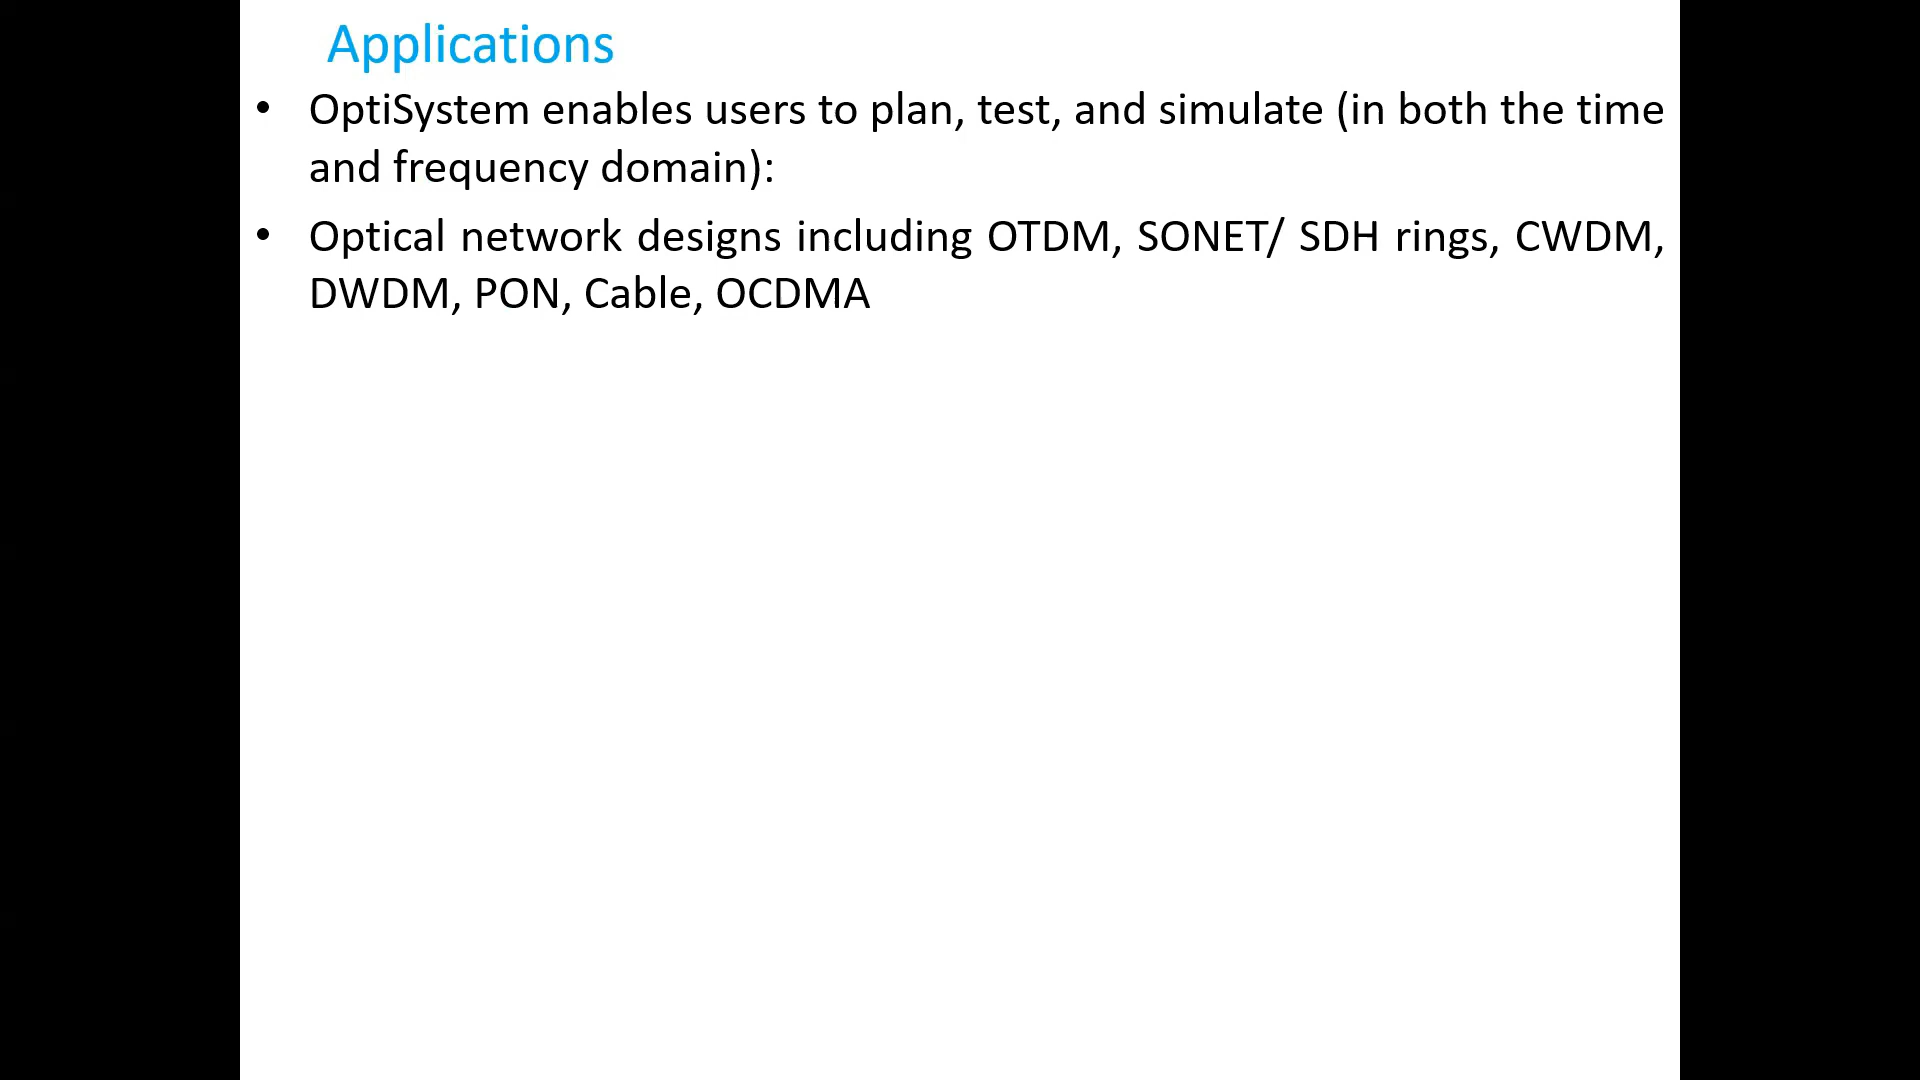 Applications
• OptiSystem enables users to plan, test, and simulate (in both the time
and frequency domain):
• Optical network designs including OTDM, SONET/ SDH rings, CWDM,
DWDM, PON, Cable, OCDMA